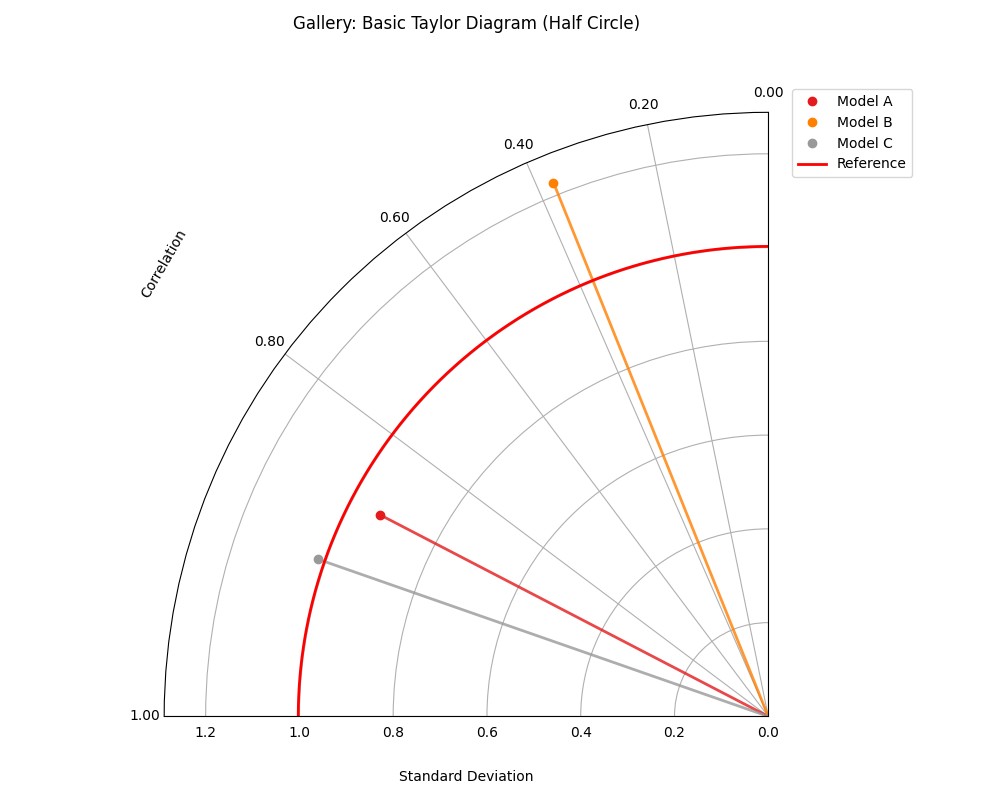 Gallery: Basic Taylor Diagram (Half Circle)
0.00
0.20
0.40
0.60
0.80
1.00
Correlation
Model A
Model B
Model C
Reference
1.2
1.0
0.8
0.6
0.4
0.2
0.0
Standard Deviation